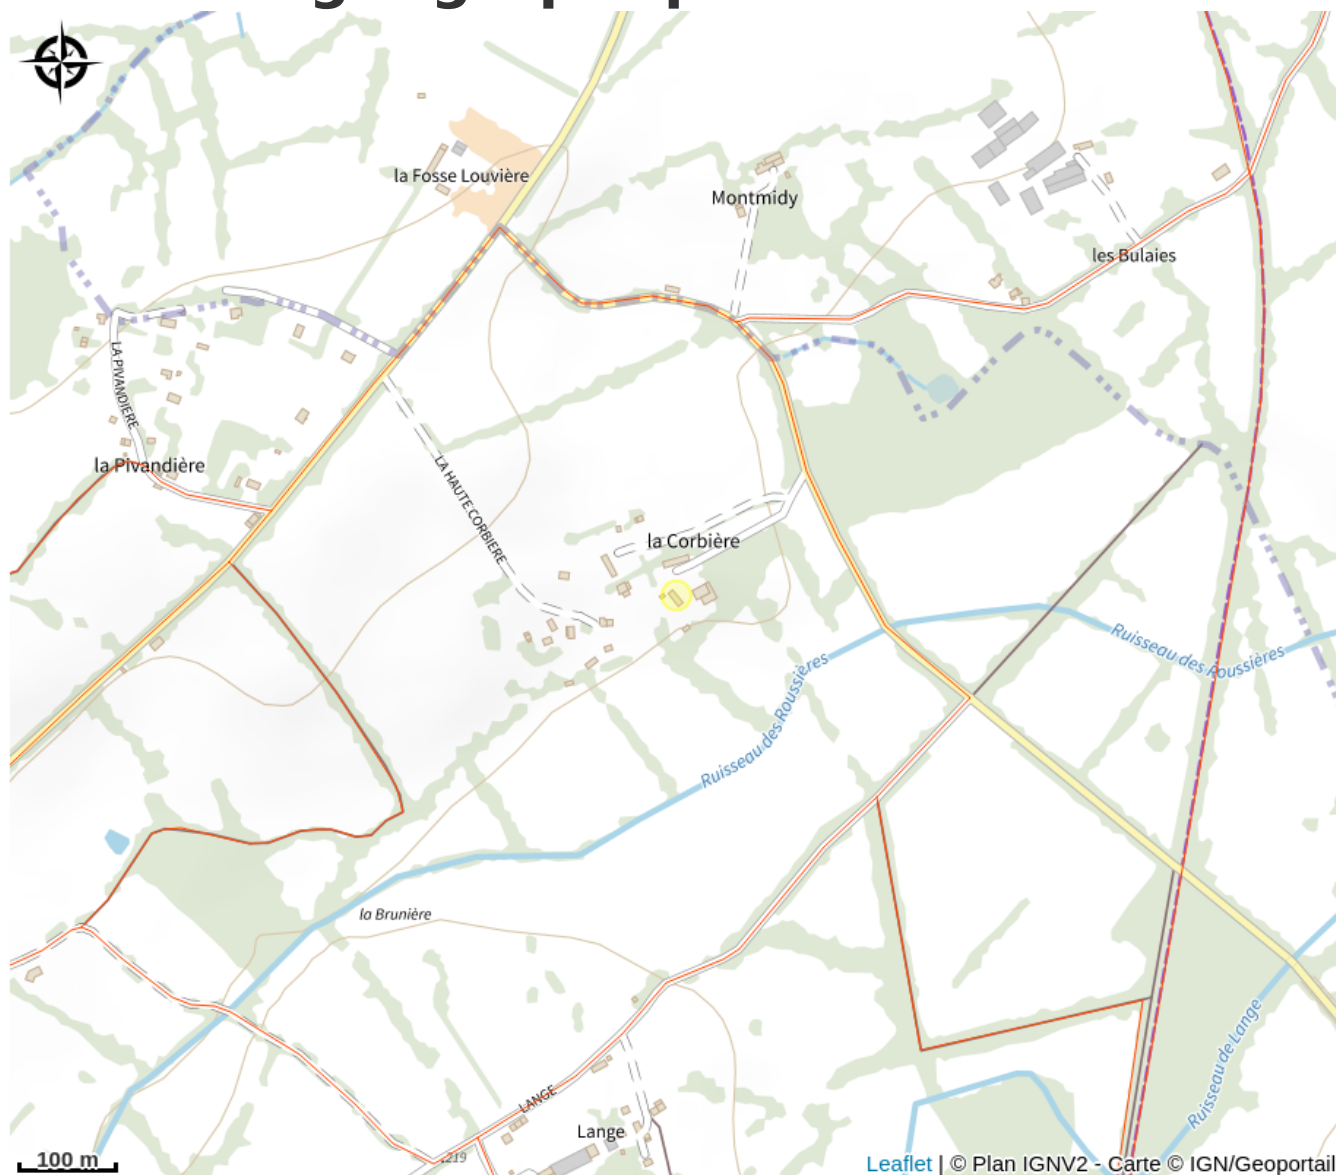 la Fosse Louvière
Montmidy
les Bulaies
LA PIVANDIERE
la Pivandière
LA HAUTE CORBIERE
la Corbière
Ruisseau des Roussières
Ruisseau des Roussières
la Brunière
Ruisseau de Lange
LANGE
Lange
219
100 m
Leaflet | © Plan IGNV2 - Carte © IGN/Geoportail